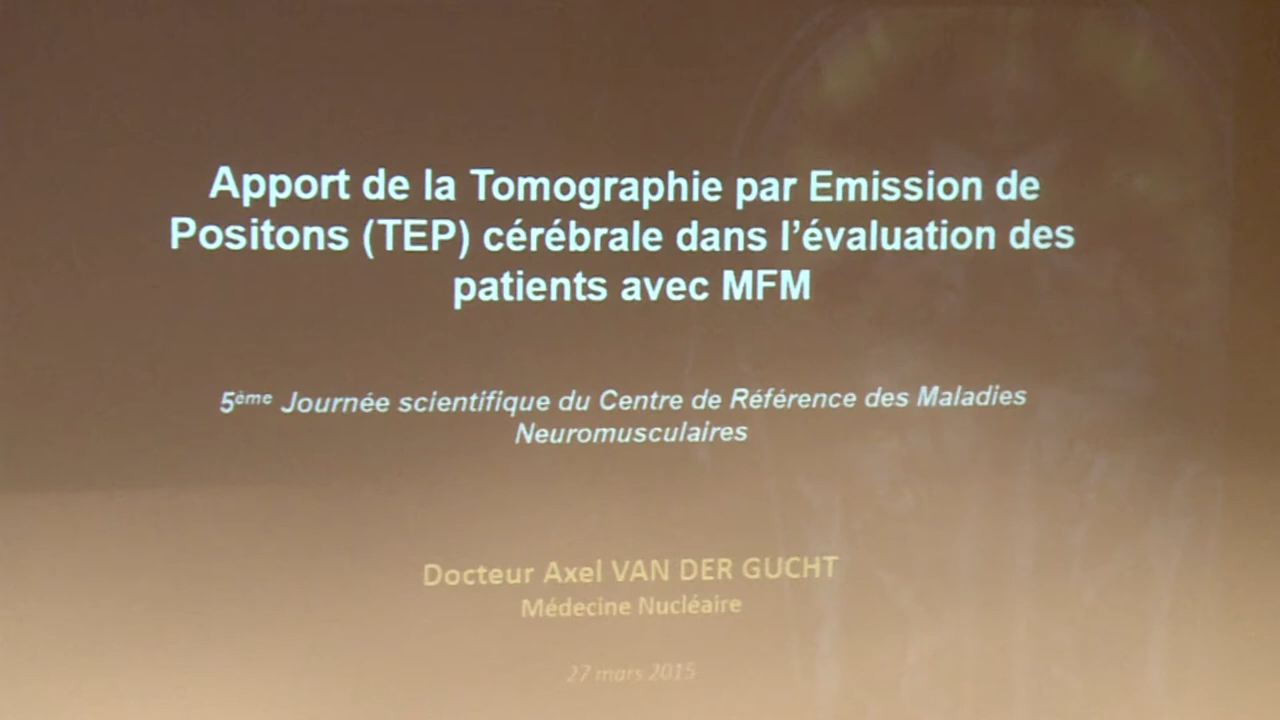 Apport de la Tomographie par Emission de
Positons (TEP) cérébrale dans l’évaluation des
patients avec MFM
5ème Journée scientifique du Centre de Référence des Maladies
Neuromusculaires
Docteur Axel VAN DER GUCHT
Médecine Nucléaire
27 mars 2015